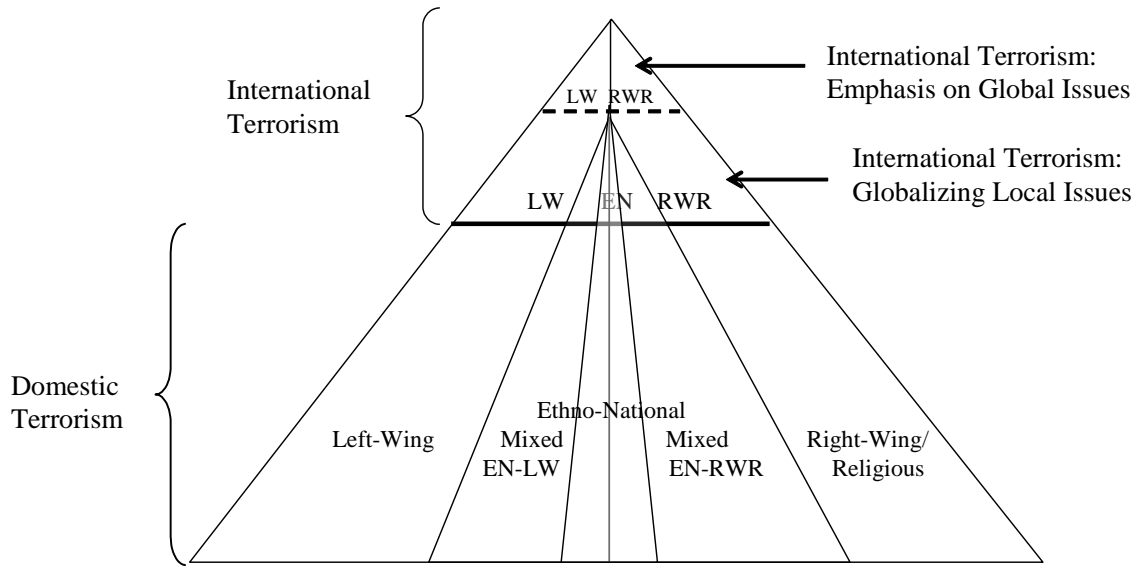 International Terrorism:
Emphasis on Global Issues
International
Terrorism
LW RWR
International Terrorism:
Globalizing Local Issues
LW EN RWR
Domestic
Terrorism
Ethno-National
Left-Wing
Mixed
EN-LW
Mixed
EN-RWR
Right-Wing/
Religious